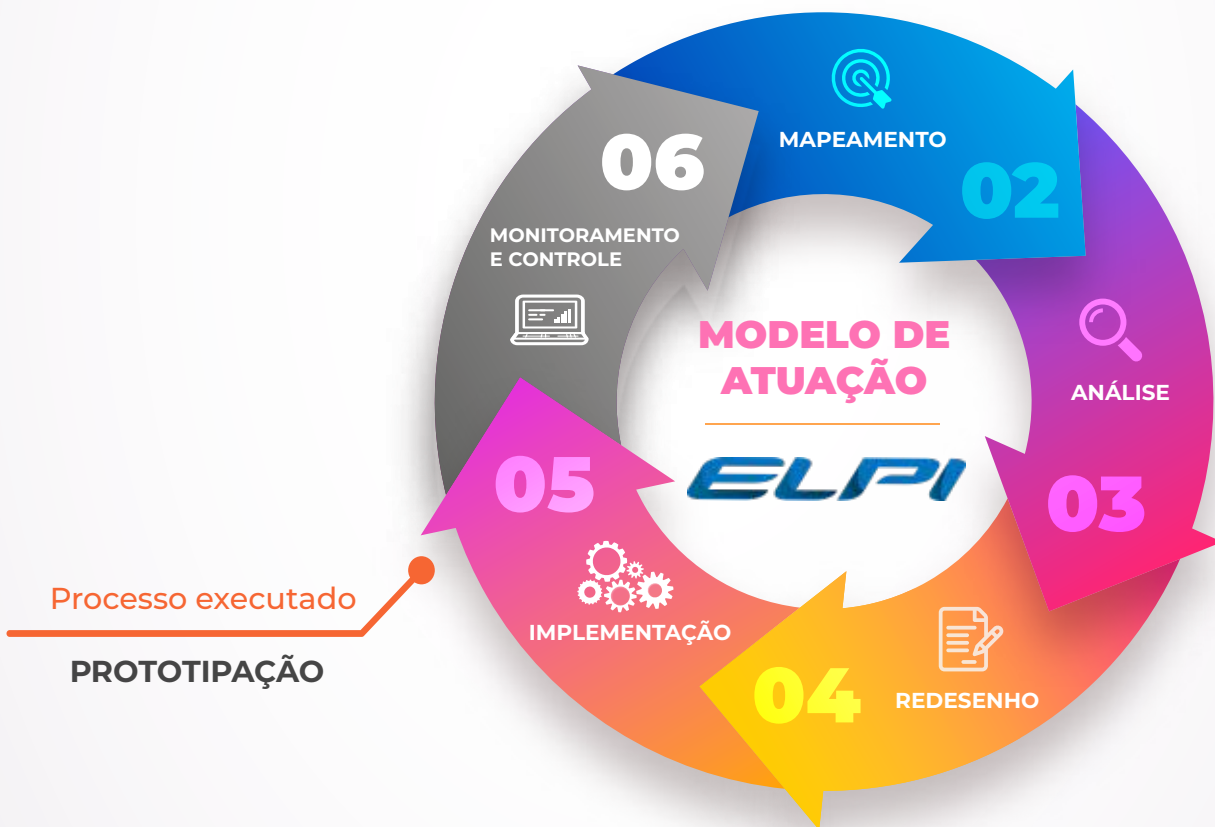 MAPEAMENTO
02
ANÁLISE
03
REDESENHO
04
IMPLEMENTAÇÃO
05
MONITORAMENTO
E CONTROLE
06
MODELO DE
ATUAÇÃO
ELPI
Processo executado
PROTOTIPAÇÃO